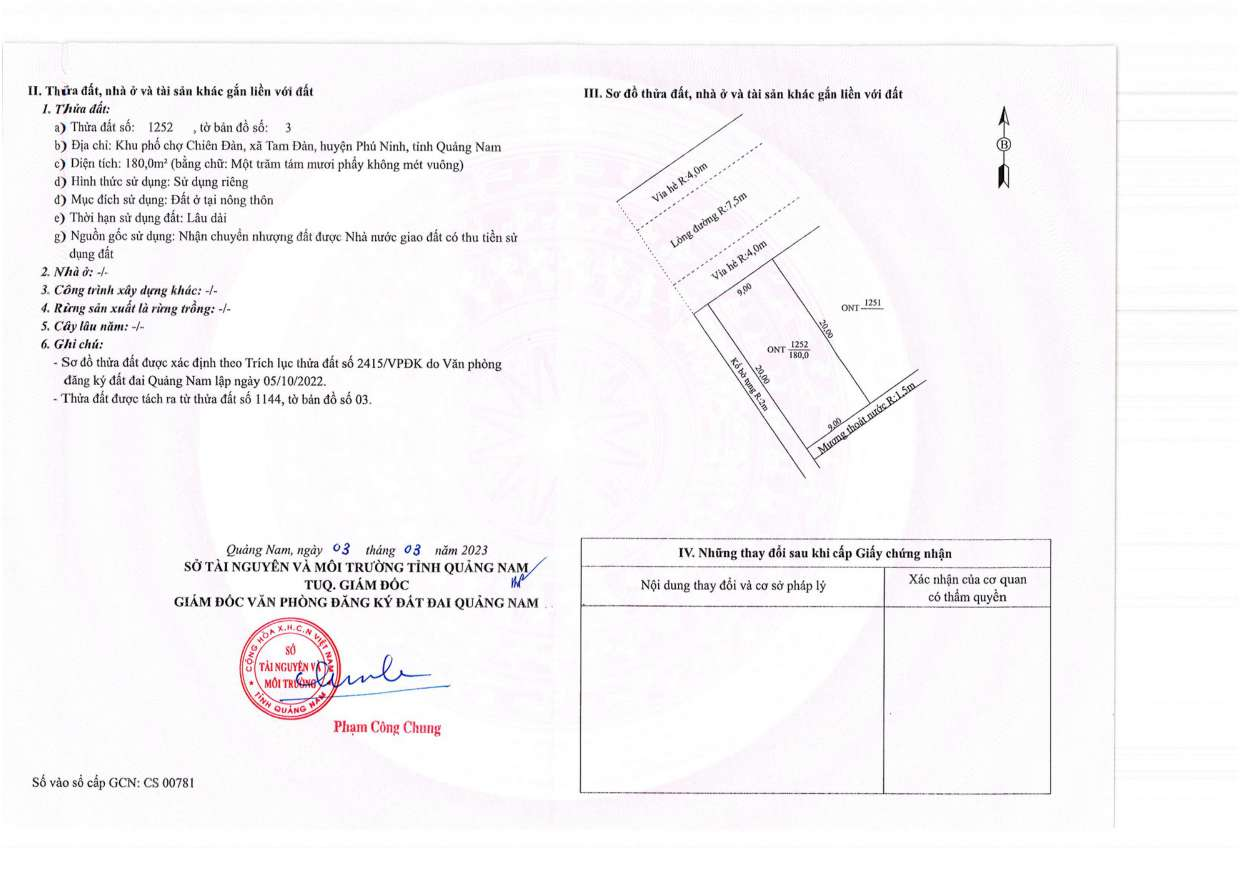 II. Thửa đất, nhà ở và tài sản khác gắn liền với đất
1. Thửa đất:
a) Thửa đất số: 1252 , tờ bản đồ số: 3
b) Địa chỉ: Khu phố chợ Chiên Đàn, xã Tam Đàn, huyện Phú Ninh, tỉnh Quảng Nam
c) Diện tích: 180,0m² (bằng chữ: Một trăm tám mươi phẩy không mét vuông)
d) Hình thức sử dụng: Sử dụng riêng
đ) Mục đích sử dụng: Đất ở tại nông thôn
e) Thời hạn sử dụng đất: Lâu dài
g) Nguồn gốc sử dụng: Nhận chuyển nhượng đất được Nhà nước giao đất có thu tiền sử
dụng đất
2. Nhà ở: -/-
3. Công trình xây dựng khác: -/-
4. Rừng sản xuất là rừng trồng: -/-
5. Cây lâu năm: -/-
6. Ghi chú:
- Sơ đồ thửa đất được xác định theo Trích lục thửa đất số 2415/VPĐK do Văn phòng
đăng ký đất đai Quảng Nam lập ngày 05/10/2022.
- Thửa đất được tách ra từ thửa đất số 1144, tờ bản đồ số 03.
Quảng Nam, ngày 03 tháng 03 năm 2023
SỞ TÀI NGUYÊN VÀ MÔI TRƯỜNG TỈNH QUẢNG NAM
TUQ. GIÁM ĐỐC
GIÁM ĐỐC VĂN PHÒNG ĐĂNG KÝ ĐẤT ĐAI QUẢNG NAM
CỘNG HÒA X.H.C.N VIỆT NAM
SỞ
TÀI NGUYÊN VÀ
MÔI TRƯỜNG
TỈNH QUẢNG NAM
Phạm Công Chung
Số vào sổ cấp GCN: CS 00781
III. Sơ đồ thửa đất, nhà ở và tài sản khác gắn liền với đất
B
Vỉa hè R:4,0m
Lòng đường R:7,5m
Vỉa hè R:4,0m
9,00
ONT 1251
20,00
ONT 1252
180,0
20,00
R:2m
9,00
Mương thoát nước R:1,5m
IV. Những thay đổi sau khi cấp Giấy chứng nhận
Nội dung thay đổi và cơ sở pháp lý
Xác nhận của cơ quan
có thẩm quyền